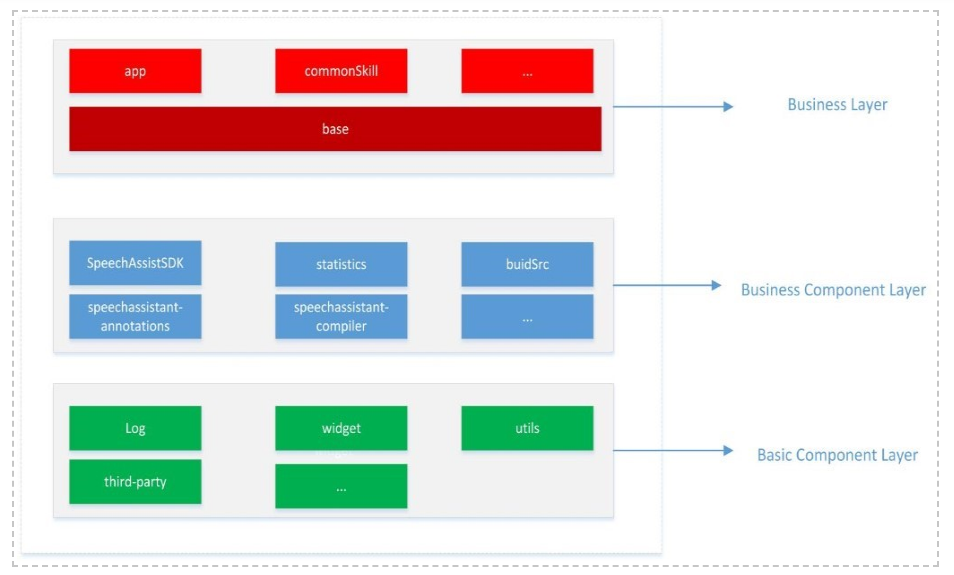 app
commonSkill
...
base
Business Layer
SpeechAssistSDK
statistics
buidSrc
speechassistant-
annotations
speechassistant-
compiler
...
Business Component Layer
Log
widget
utils
third-party
...
Basic Component Layer